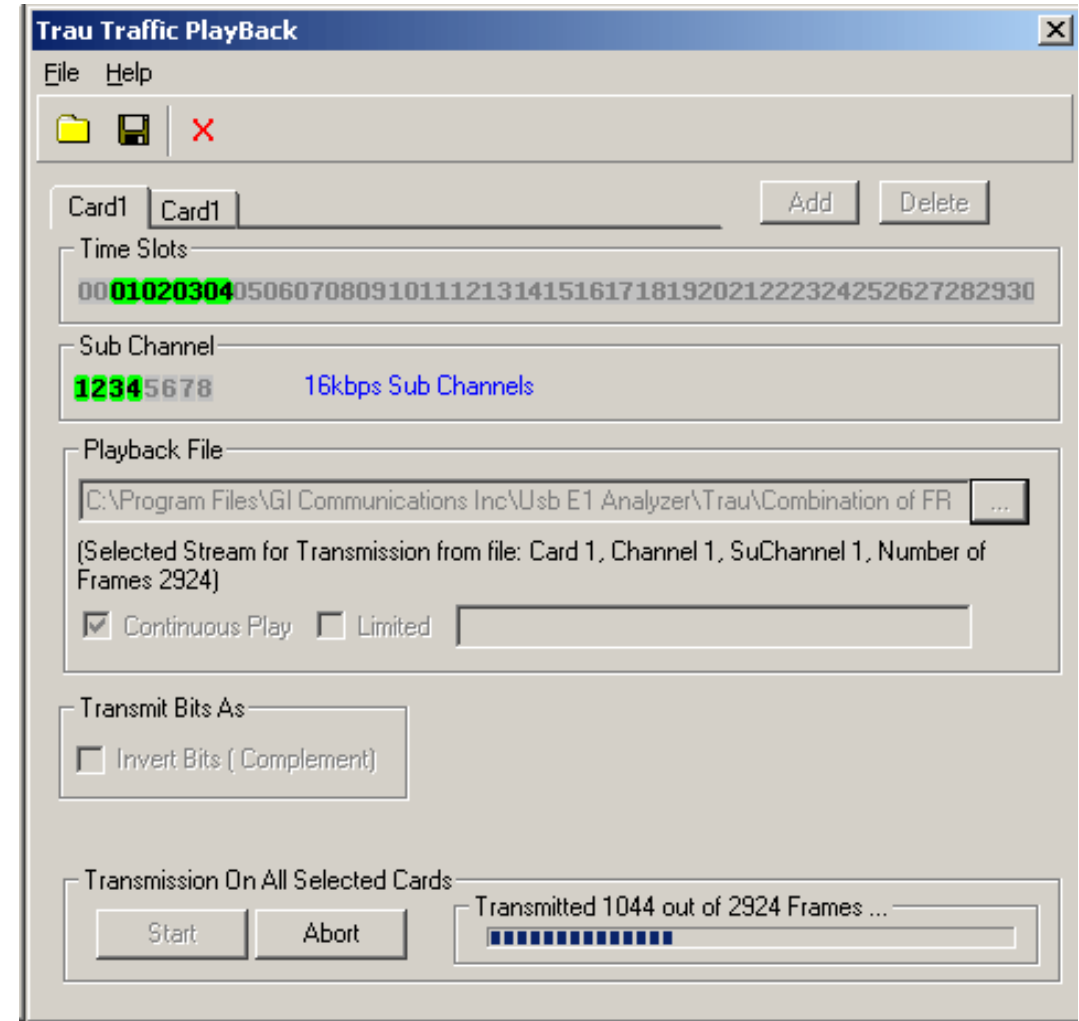 Trau Traffic PlayBack
File Help
Card1 Card1 Add Delete
Time Slots
00010203040506070809101112131415161718192021222324252627282930
Sub Channel
12345678 16kbps Sub Channels
Playback File
C:\Program Files\Gl Communications Inc\Usb E1 Analyzer\Trau\Combination of FR ...
(Selected Stream for Transmission from file: Card 1, Channel 1, SuChannel 1, Number of
Frames 2924)
Continuous Play Limited
Transmit Bits As
Invert Bits ( Complement)
Transmission On All Selected Cards
Transmitted 1044 out of 2924 Frames ...
Start Abort